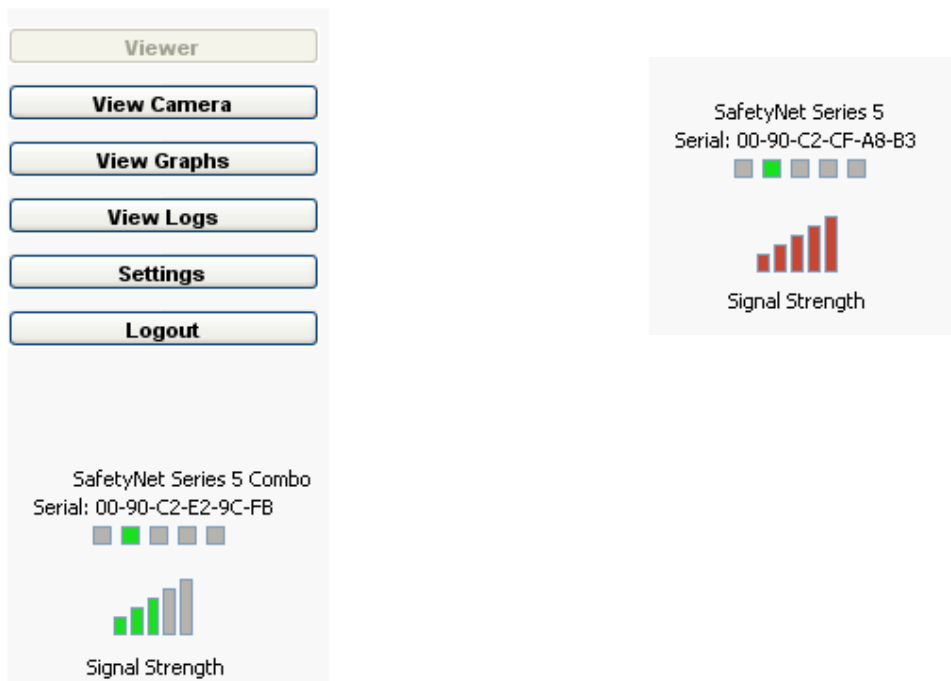 Viewer
View Camera
View Graphs
View Logs
Settings
Logout
SafetyNet Series 5 Combo
Serial: 00-90-C2-E2-9C-FB
Signal Strength
SafetyNet Series 5
Serial: 00-90-C2-CF-A8-B3
Signal Strength